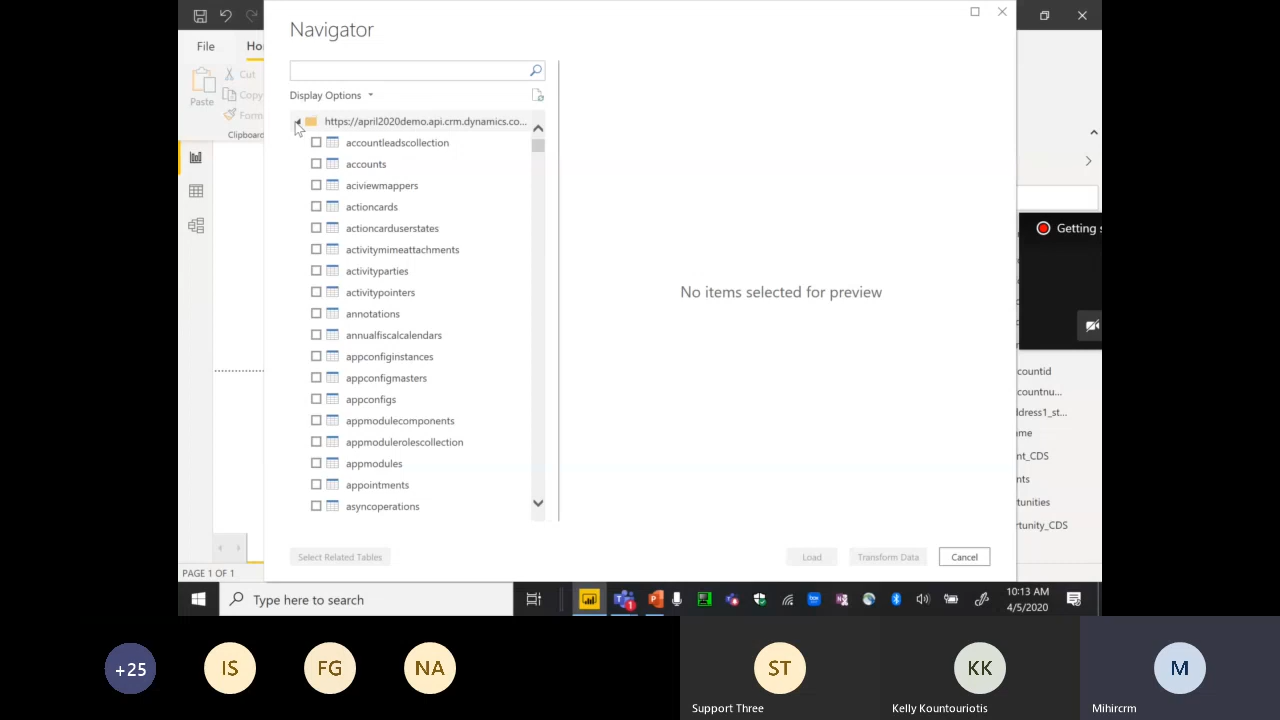 Navigator
File
Ho
Cut
Copy
Form
Paste
Clipboard
Display Options
https://april2020demo.api.crm.dynamics.co...
accountleadscollection
accounts
aciviewmappers
actioncards
actioncarduserstates
activitymimeattachments
activityparties
activitypointers
annotations
annualfiscalcalendars
appconfiginstances
appconfigmasters
appconfigs
appmodulecomponents
appmodulerolescollection
appmodules
appointments
asyncoperations
No items selected for preview
Getting s
countid
countnu...
dress1_st...
me
nt_CDS
nts
tunities
rtunity_CDS
Select Related Tables
Load
Transform Data
Cancel
PAGE 1 OF 1
Type here to search
1
10:13 AM
4/5/2020
+25
IS
FG
NA
ST
KK
M
Support Three
Kelly Kountouriotis
Mihircrm